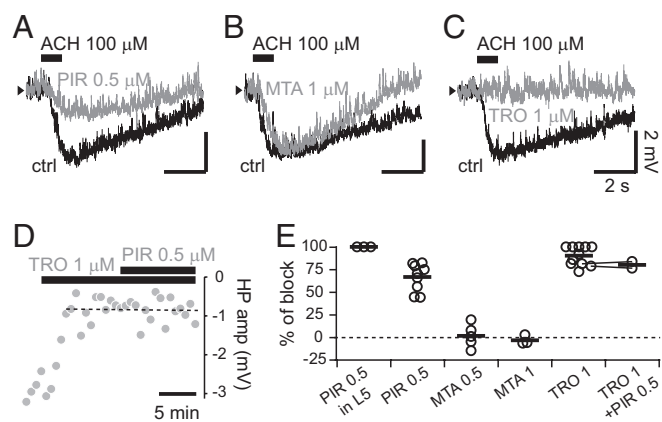 A
B
C
ACH 100 μM
ACH 100 μM
ACH 100 μM
PIR 0.5 μM
MTA 1 μM
TRO 1 μM
ctrl
ctrl
ctrl
2 mV
2 s
D
E
TRO 1 μM
PIR 0.5 μM
0
-1
-2
-3
HP amp (mV)
5 min
% of block
100
75
50
25
0
-25
PIR 0.5 in L5
PIR 0.5
MTA 0.5
MTA 1
TRO 1
TRO 1 +PIR 0.5